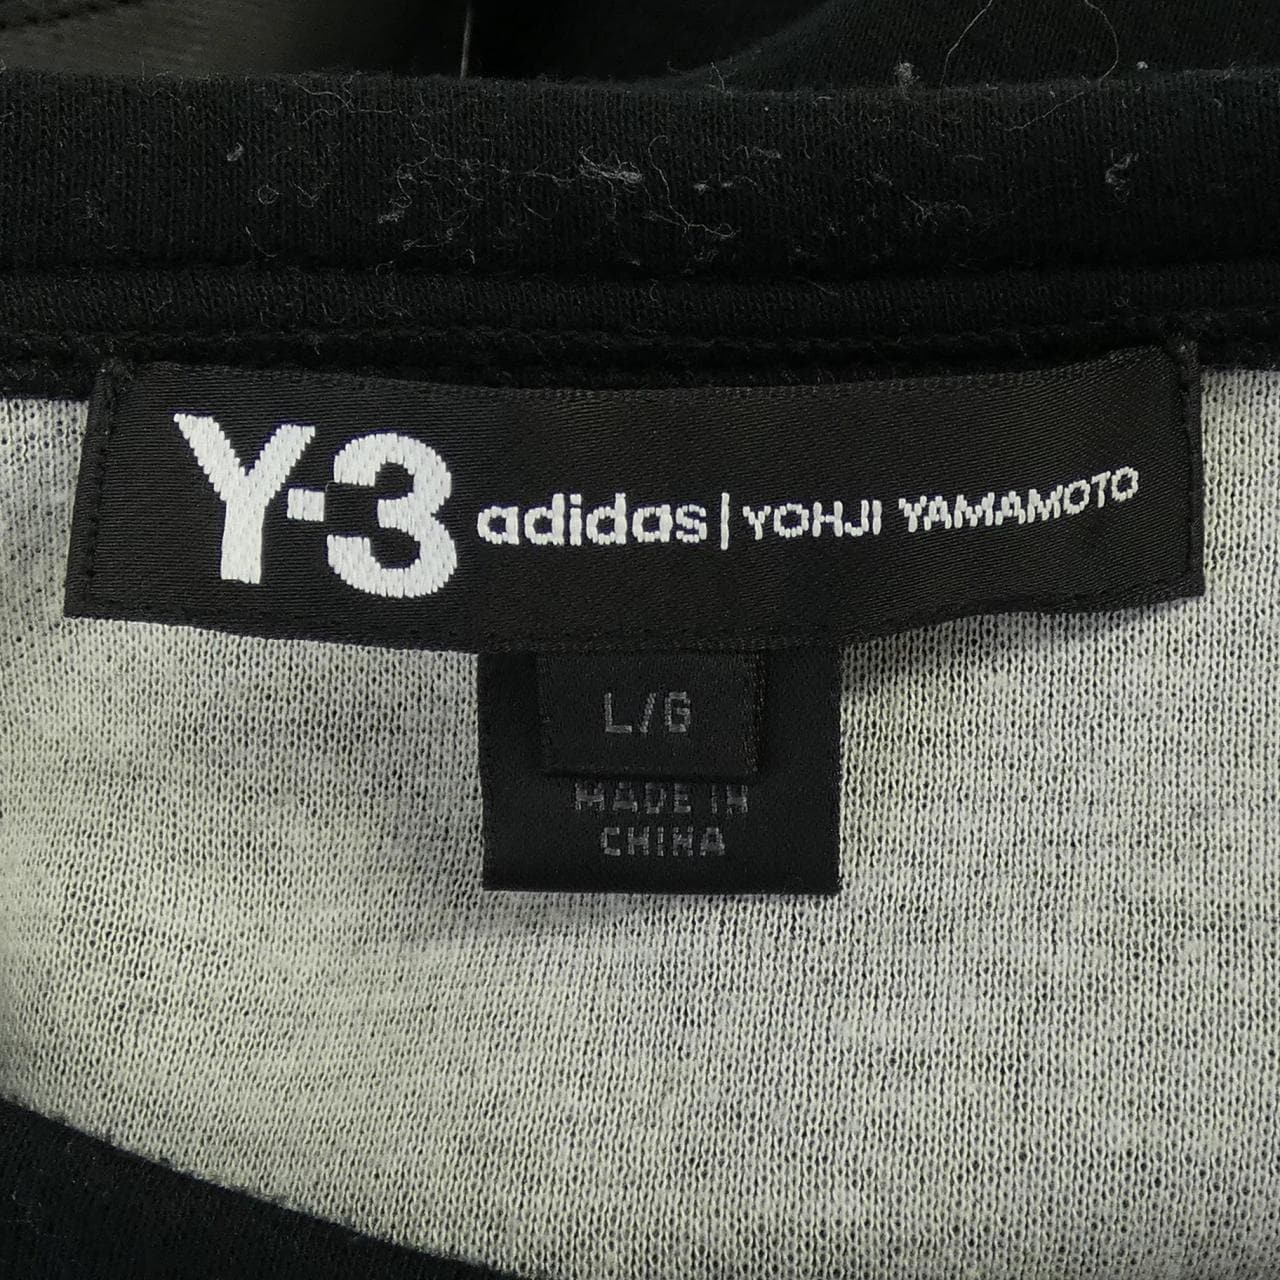 Y-3 adidas | YOHJI YAMAMOTO
L/G
MADE IN
CHINA